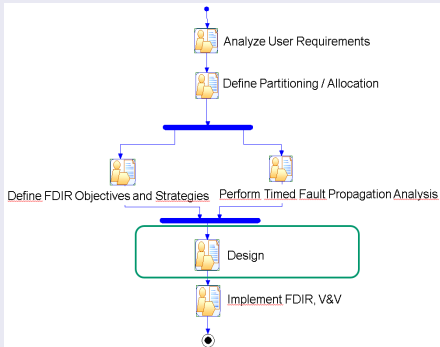 Analyze User Requirements
Define Partitioning / Allocation
Define FDIR Objectives and Strategies
Perform Timed Fault Propagation Analysis
Design
Implement FDIR, V&V